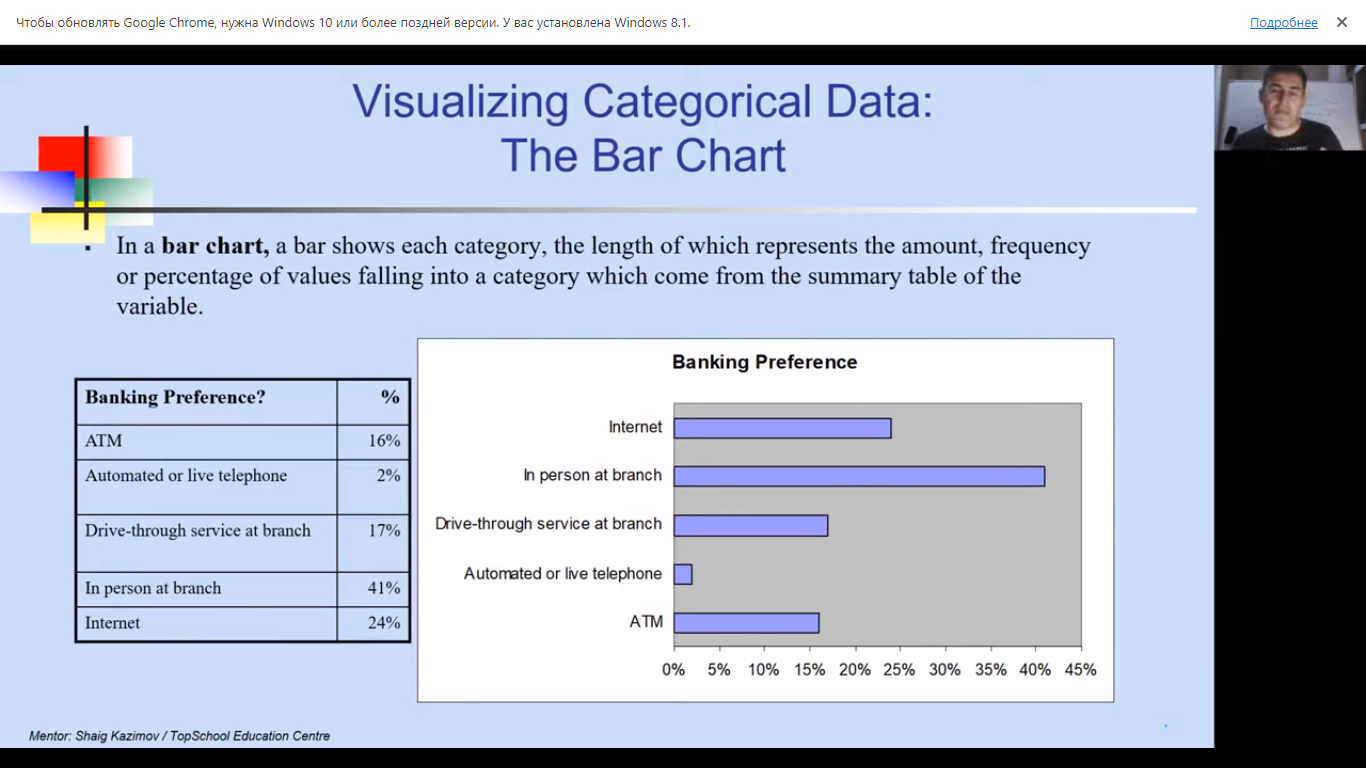 Чтобы обновлять Google Chrome, нужна Windows 10 или более поздней версии. У вас установлена Windows 8.1.
Подробнее
Visualizing Categorical Data:
The Bar Chart
In a bar chart, a bar shows each category, the length of which represents the amount, frequency
or percentage of values falling into a category which come from the summary table of the
variable.
Banking Preference? %
ATM 16%
Automated or live telephone 2%
Drive-through service at branch 17%
In person at branch 41%
Internet 24%
Banking Preference
Internet
In person at branch
Drive-through service at branch
Automated or live telephone
ATM
0% 5% 10% 15% 20% 25% 30% 35% 40% 45%
Mentor: Shaig Kazimov / TopSchool Education Centre